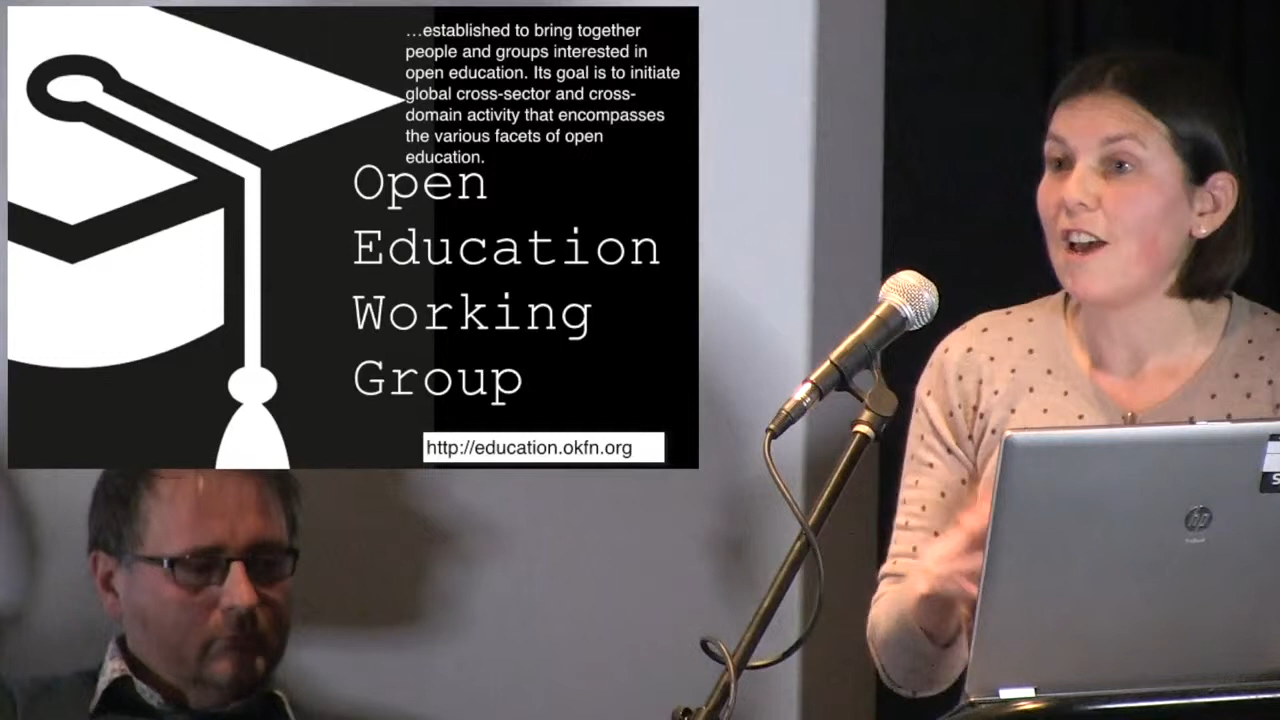 ...established to bring together
people and groups interested in
open education. Its goal is to initiate
global cross-sector and cross-
domain activity that encompasses
the various facets of open
education.
Open
Education
Working
Group
http://education.okfn.org
hp